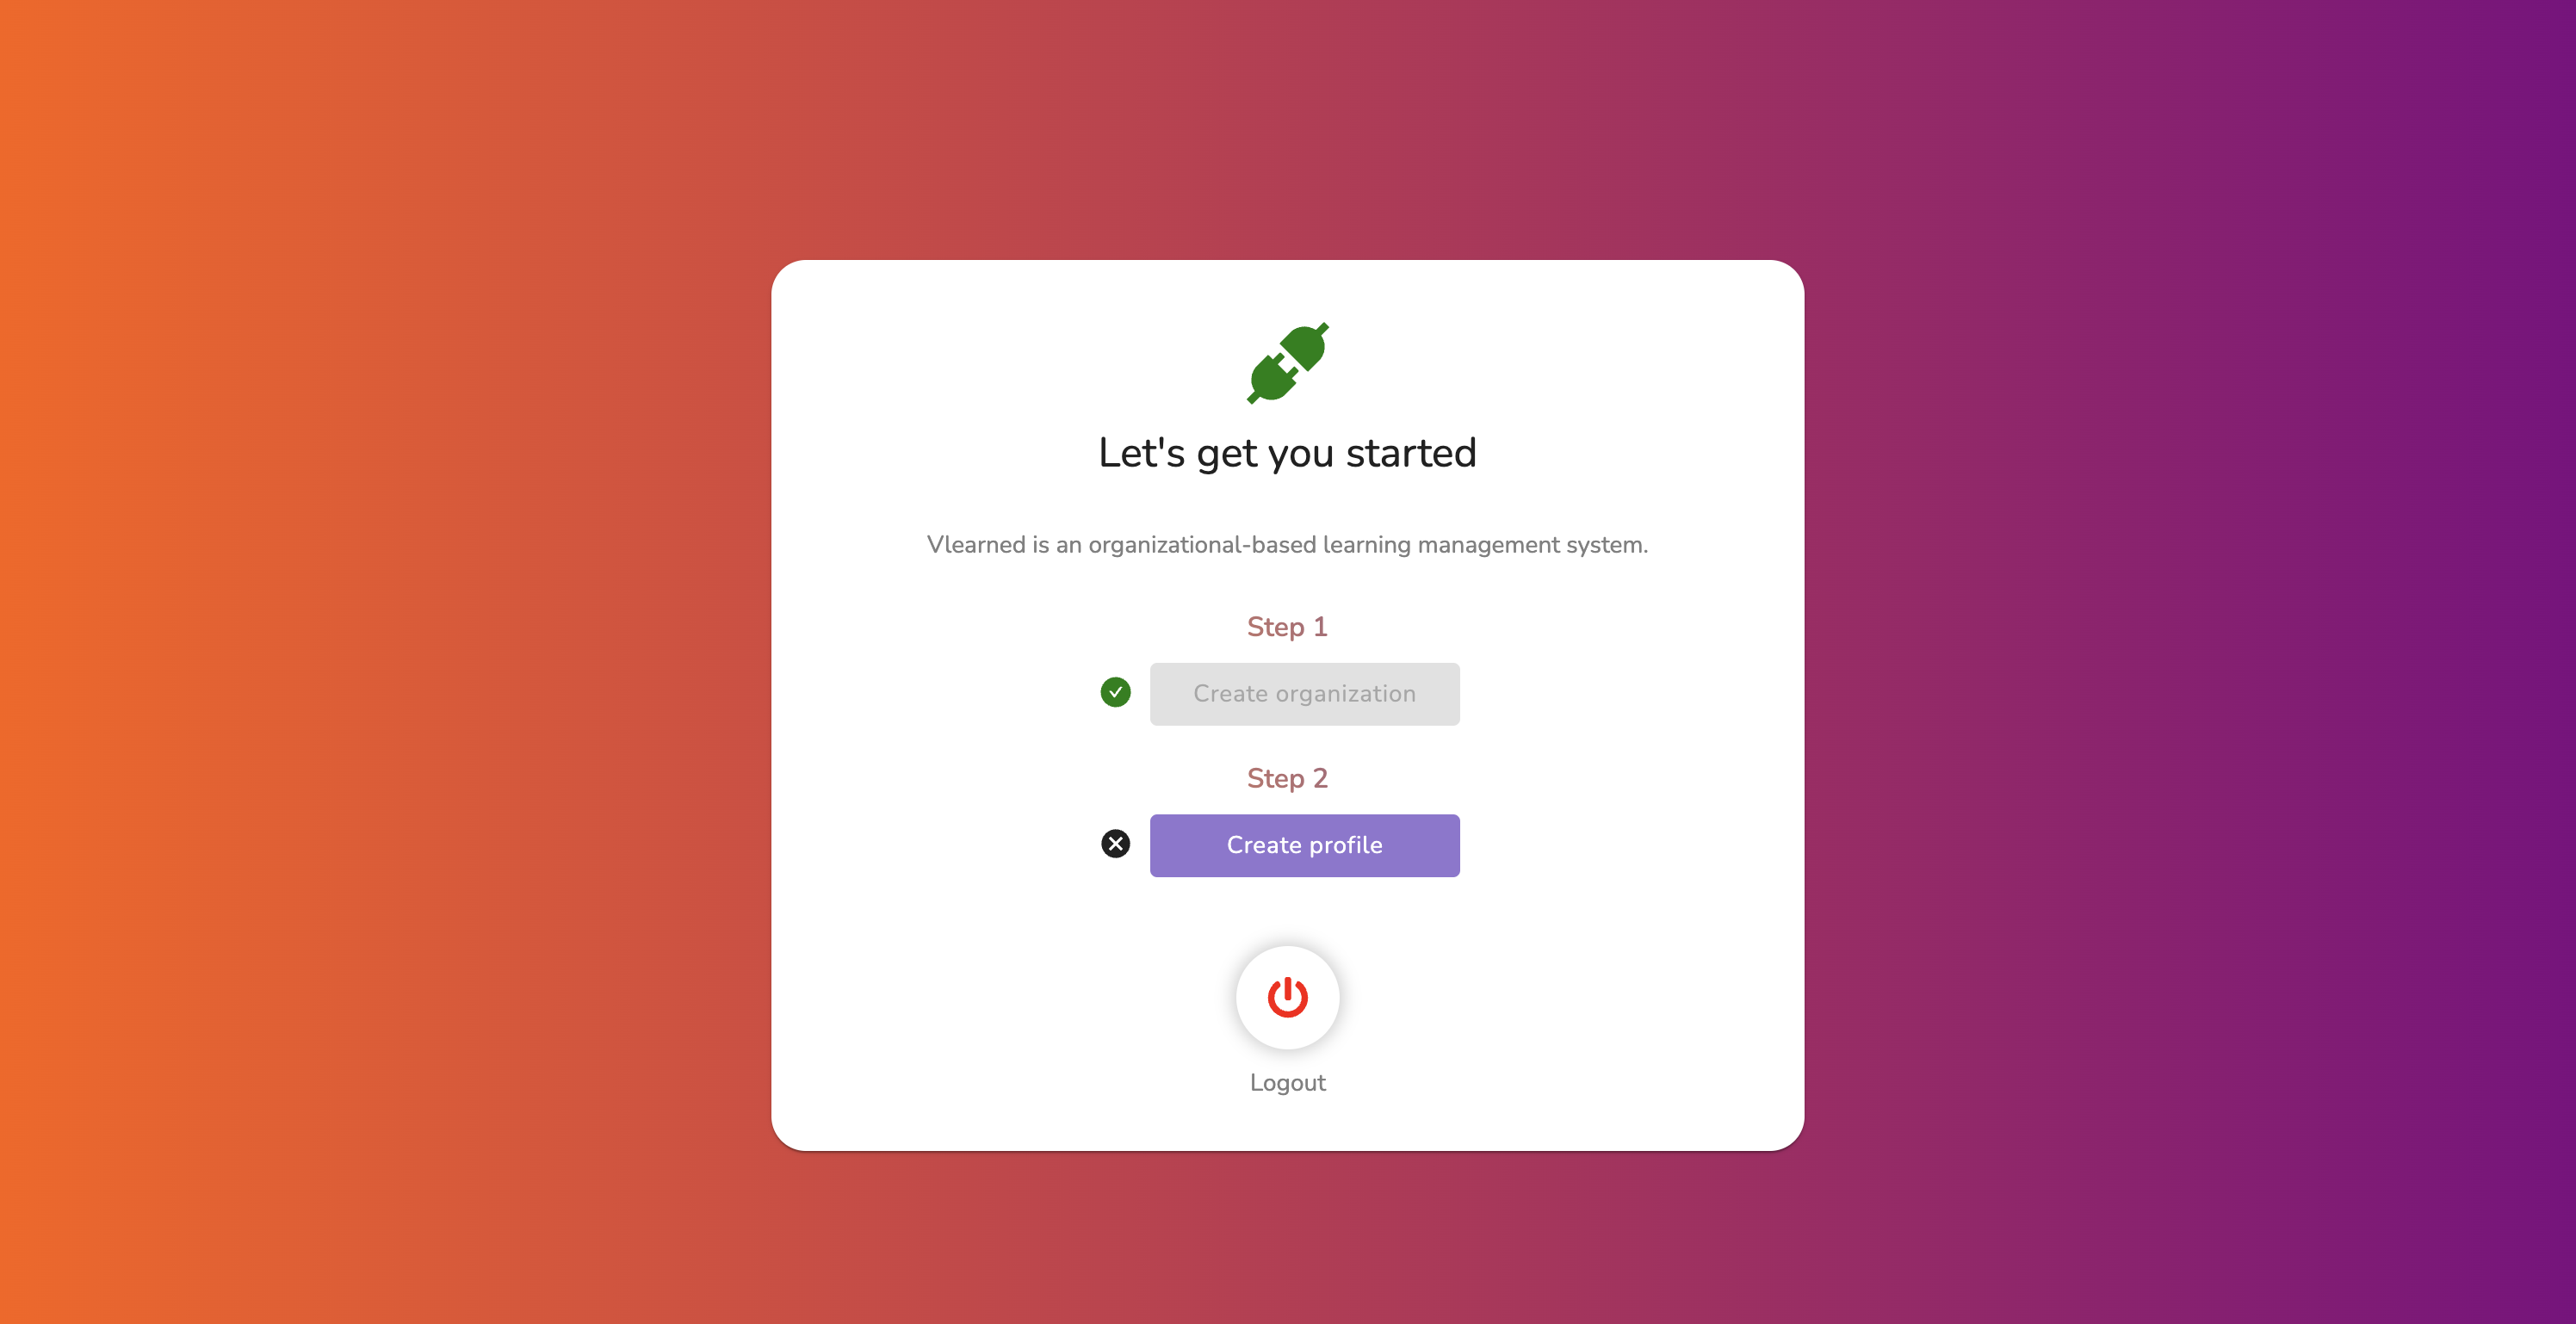 Let's get you started
Vlearned is an organizational-based learning management system.
Step 1
Create organization
Step 2
Create profile
Logout